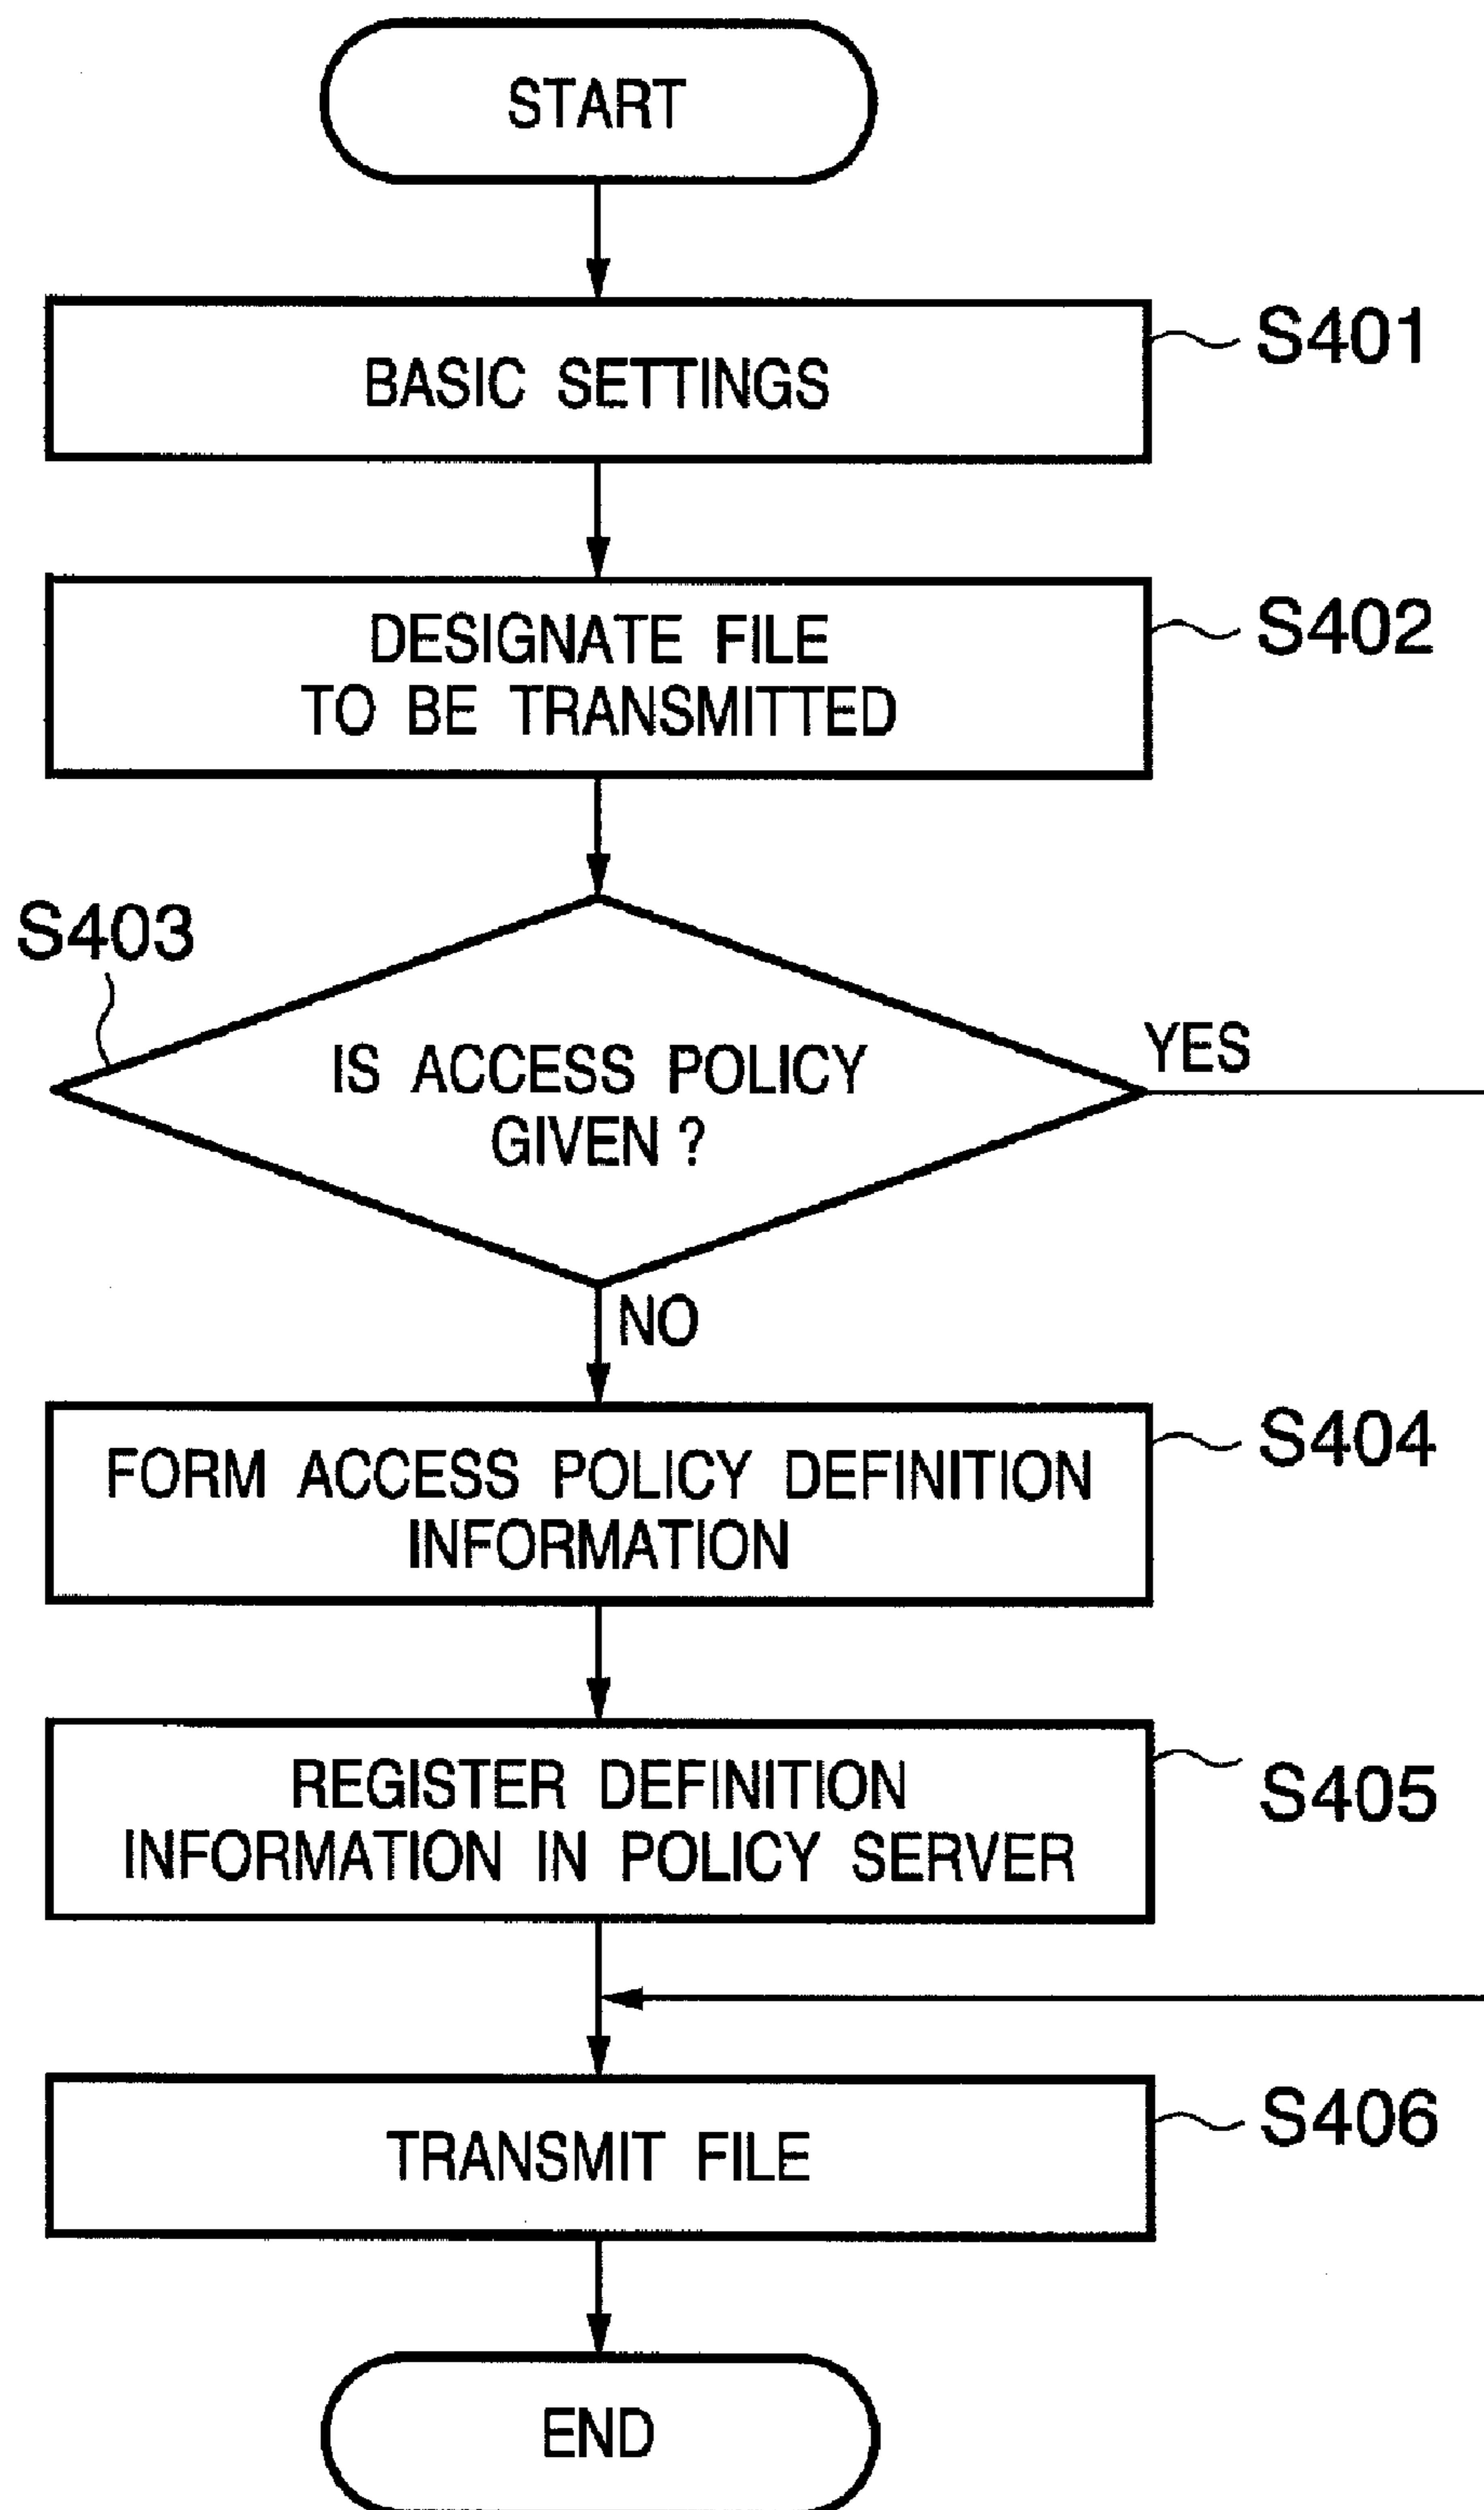 START
BASIC SETTINGS
S401
DESIGNATE FILE
TO BE TRANSMITTED
S402
S403
IS ACCESS POLICY
GIVEN ?
YES
NO
FORM ACCESS POLICY DEFINITION
INFORMATION
S404
REGISTER DEFINITION
INFORMATION IN POLICY SERVER
S405
TRANSMIT FILE
S406
END